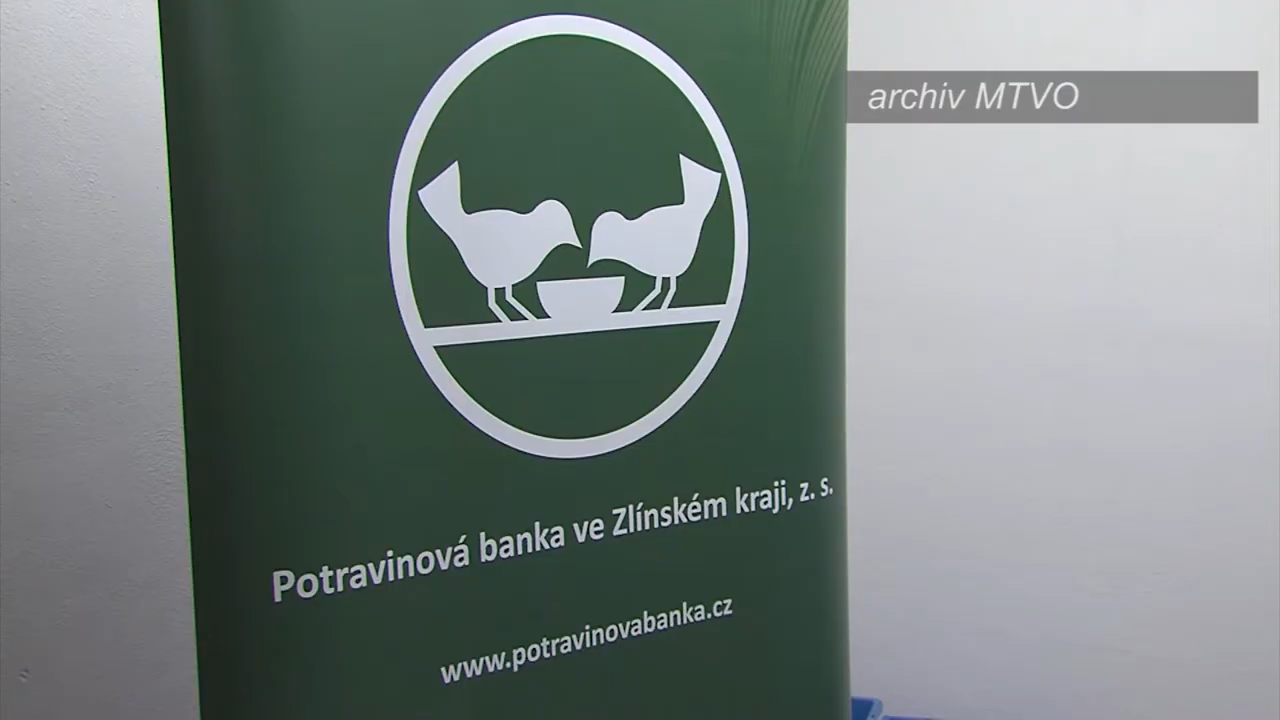 archiv MTVO
Potravinová banka ve Zlínském kraji, z. s.
www.potravinovabanka.cz